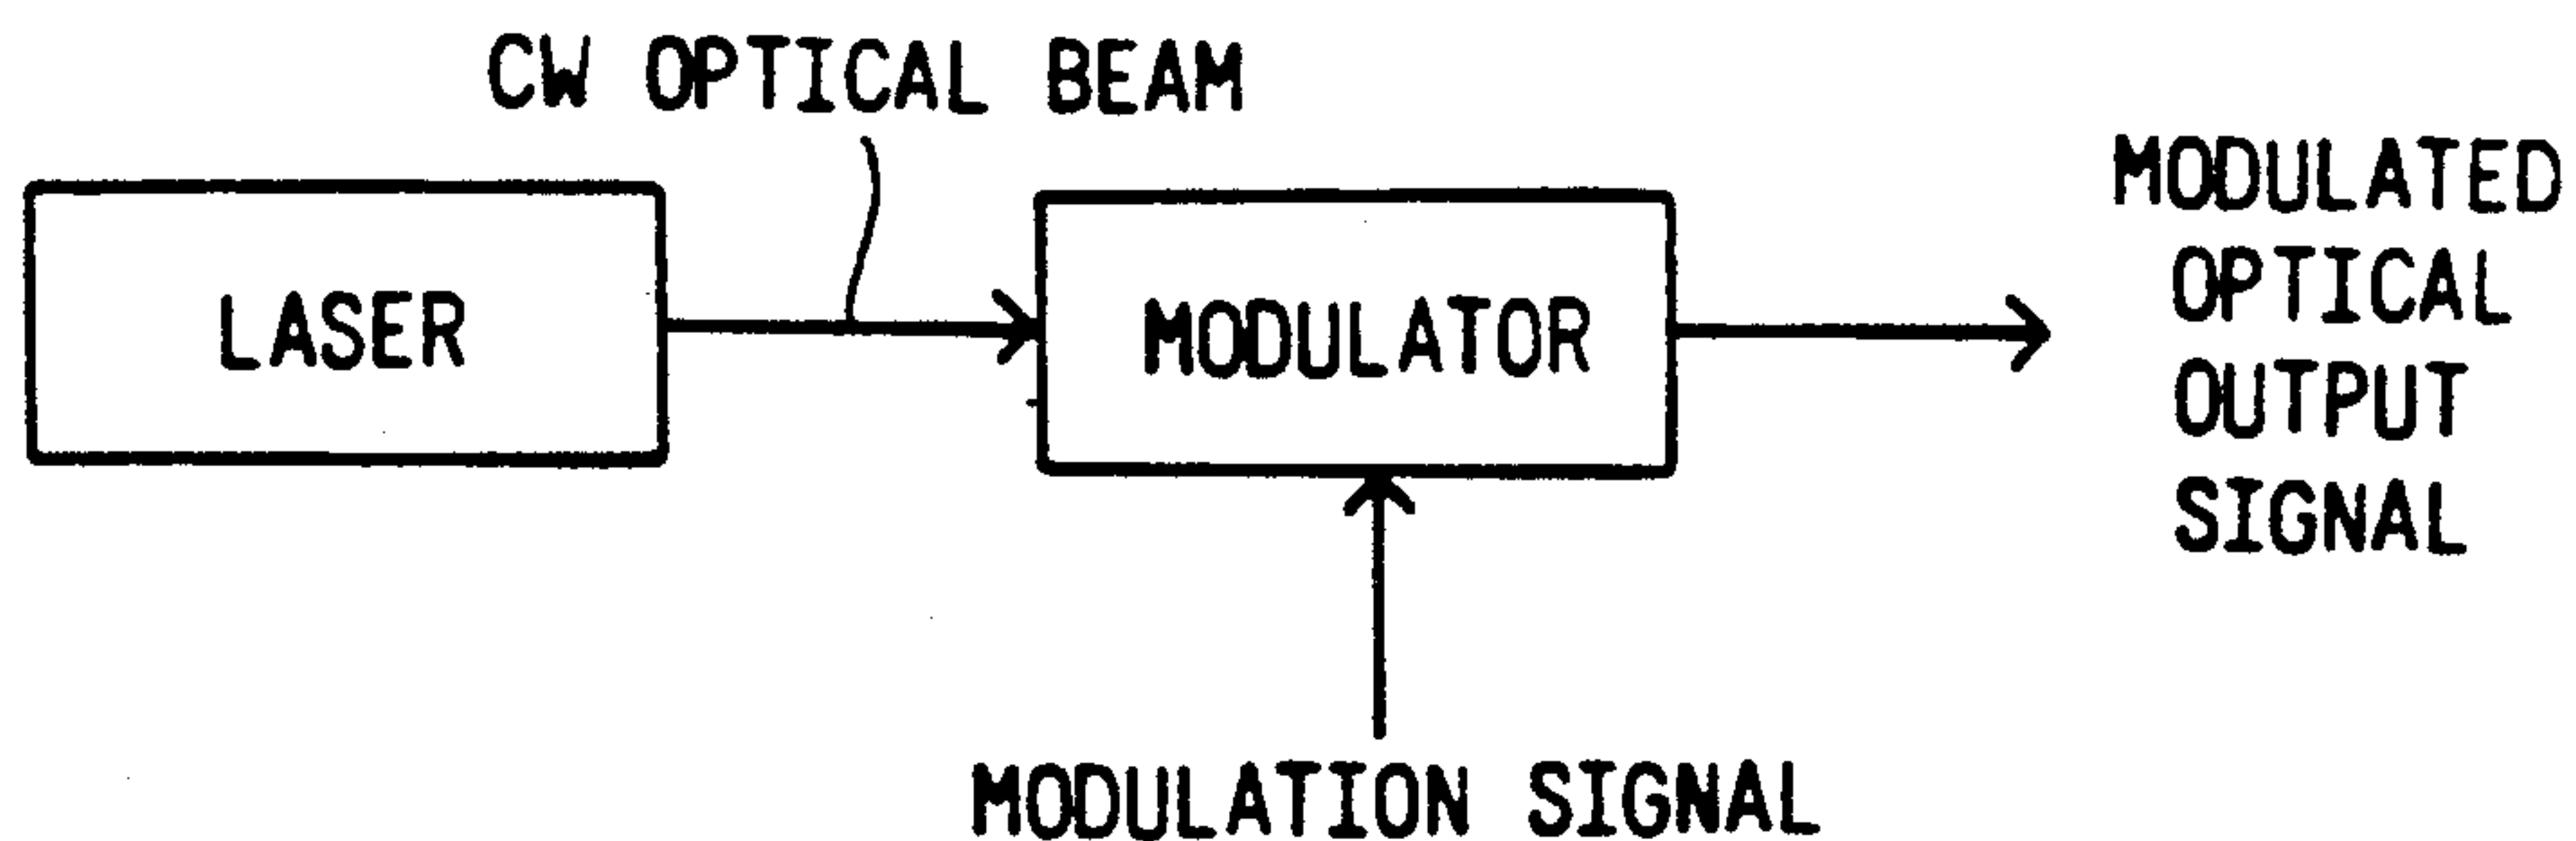 CW OPTICAL BEAM
LASER
MODULATOR
MODULATED
OPTICAL
OUTPUT
SIGNAL
MODULATION SIGNAL